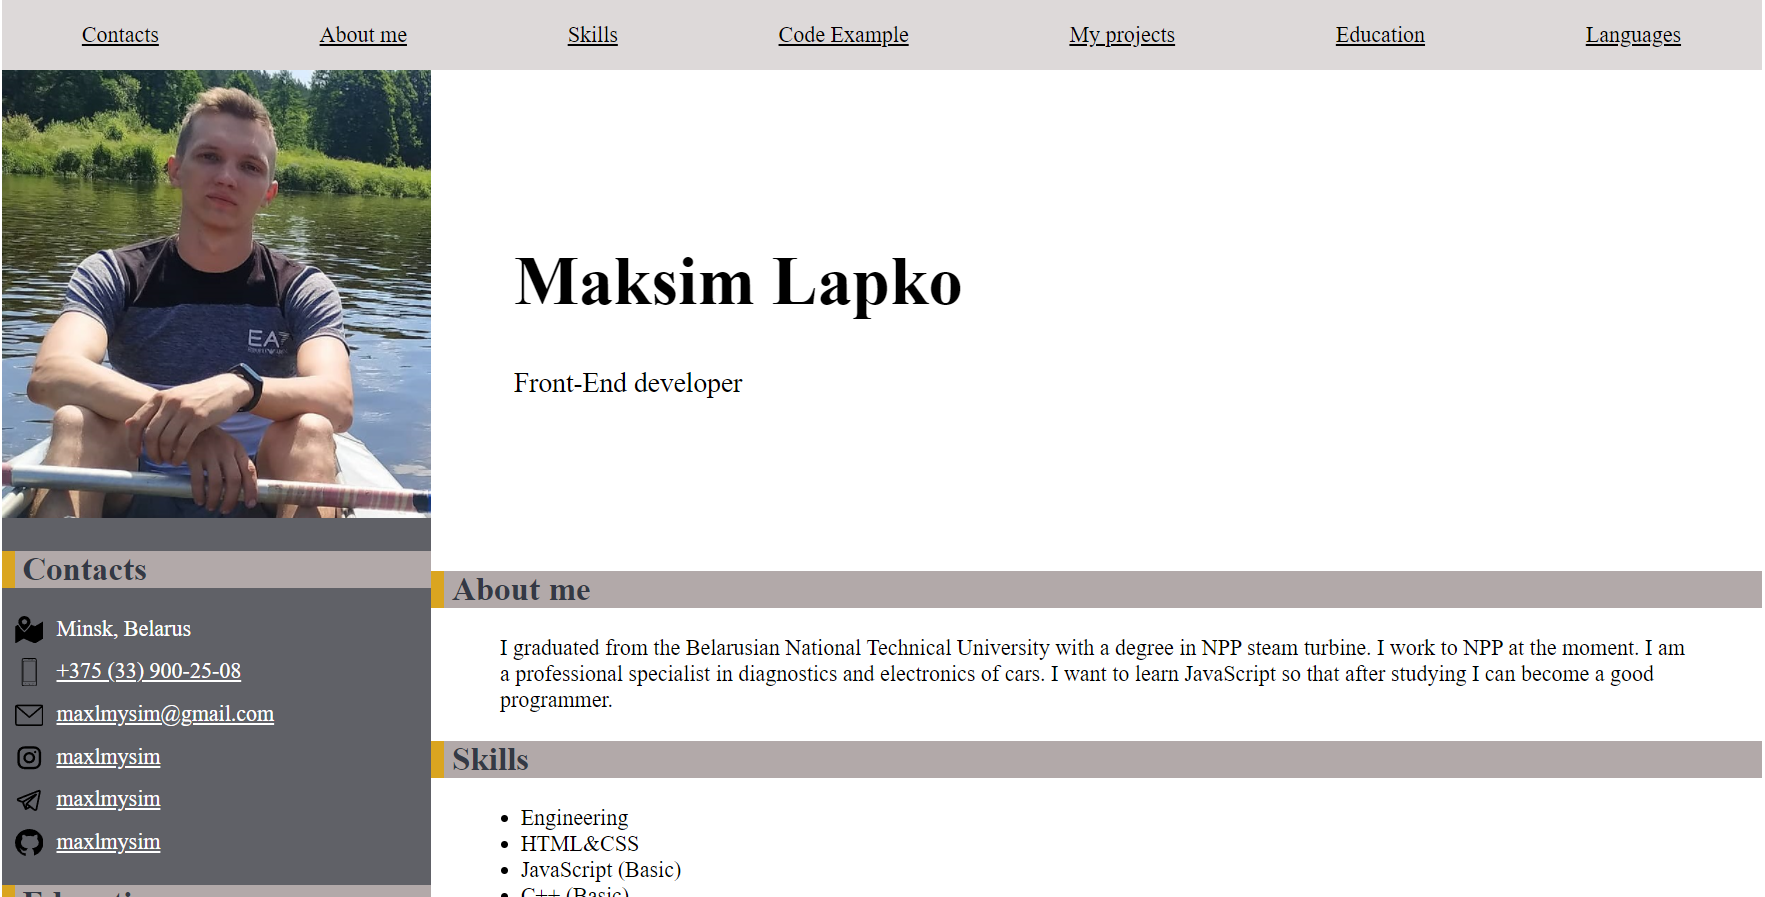 Contacts About me Skills Code Example My projects Education Languages
EA7
Maksim Lapko
Front-End developer
Contacts
Minsk, Belarus
+375 (33) 900-25-08
maxlmysim@gmail.com
maxlmysim
maxlmysim
maxlmysim
About me
I graduated from the Belarusian National Technical University with a degree in NPP steam turbine. I work to NPP at the moment. I am
a professional specialist in diagnostics and electronics of cars. I want to learn JavaScript so that after studying I can become a good
programmer.
Skills
Engineering
HTML&CSS
JavaScript (Basic)
C++ (Basic)